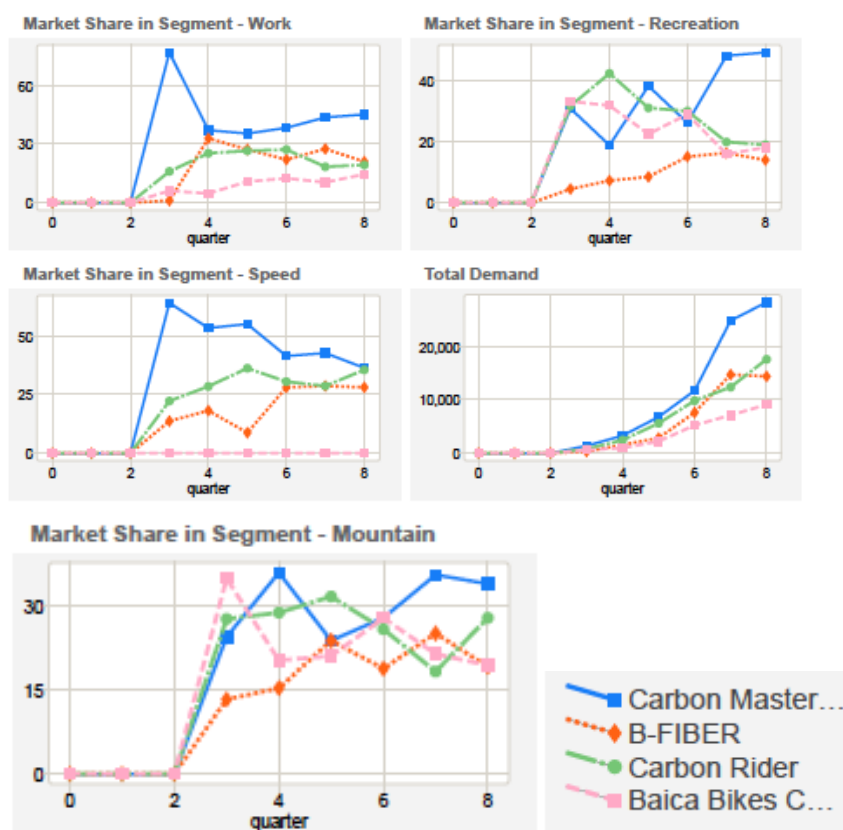 Market Share in Segment - Work
60
30
0
0 2 4 6 8
quarter
Market Share in Segment - Recreation
40
20
0
0 2 4 6 8
quarter
Market Share in Segment - Speed
50
25
0
0 2 4 6 8
quarter
Total Demand
20,000
10,000
0
0 2 4 6 8
quarter
Market Share in Segment - Mountain
30
15
0
0 2 4 6 8
quarter
Carbon Master...
B-FIBER
Carbon Rider
Baica Bikes C...